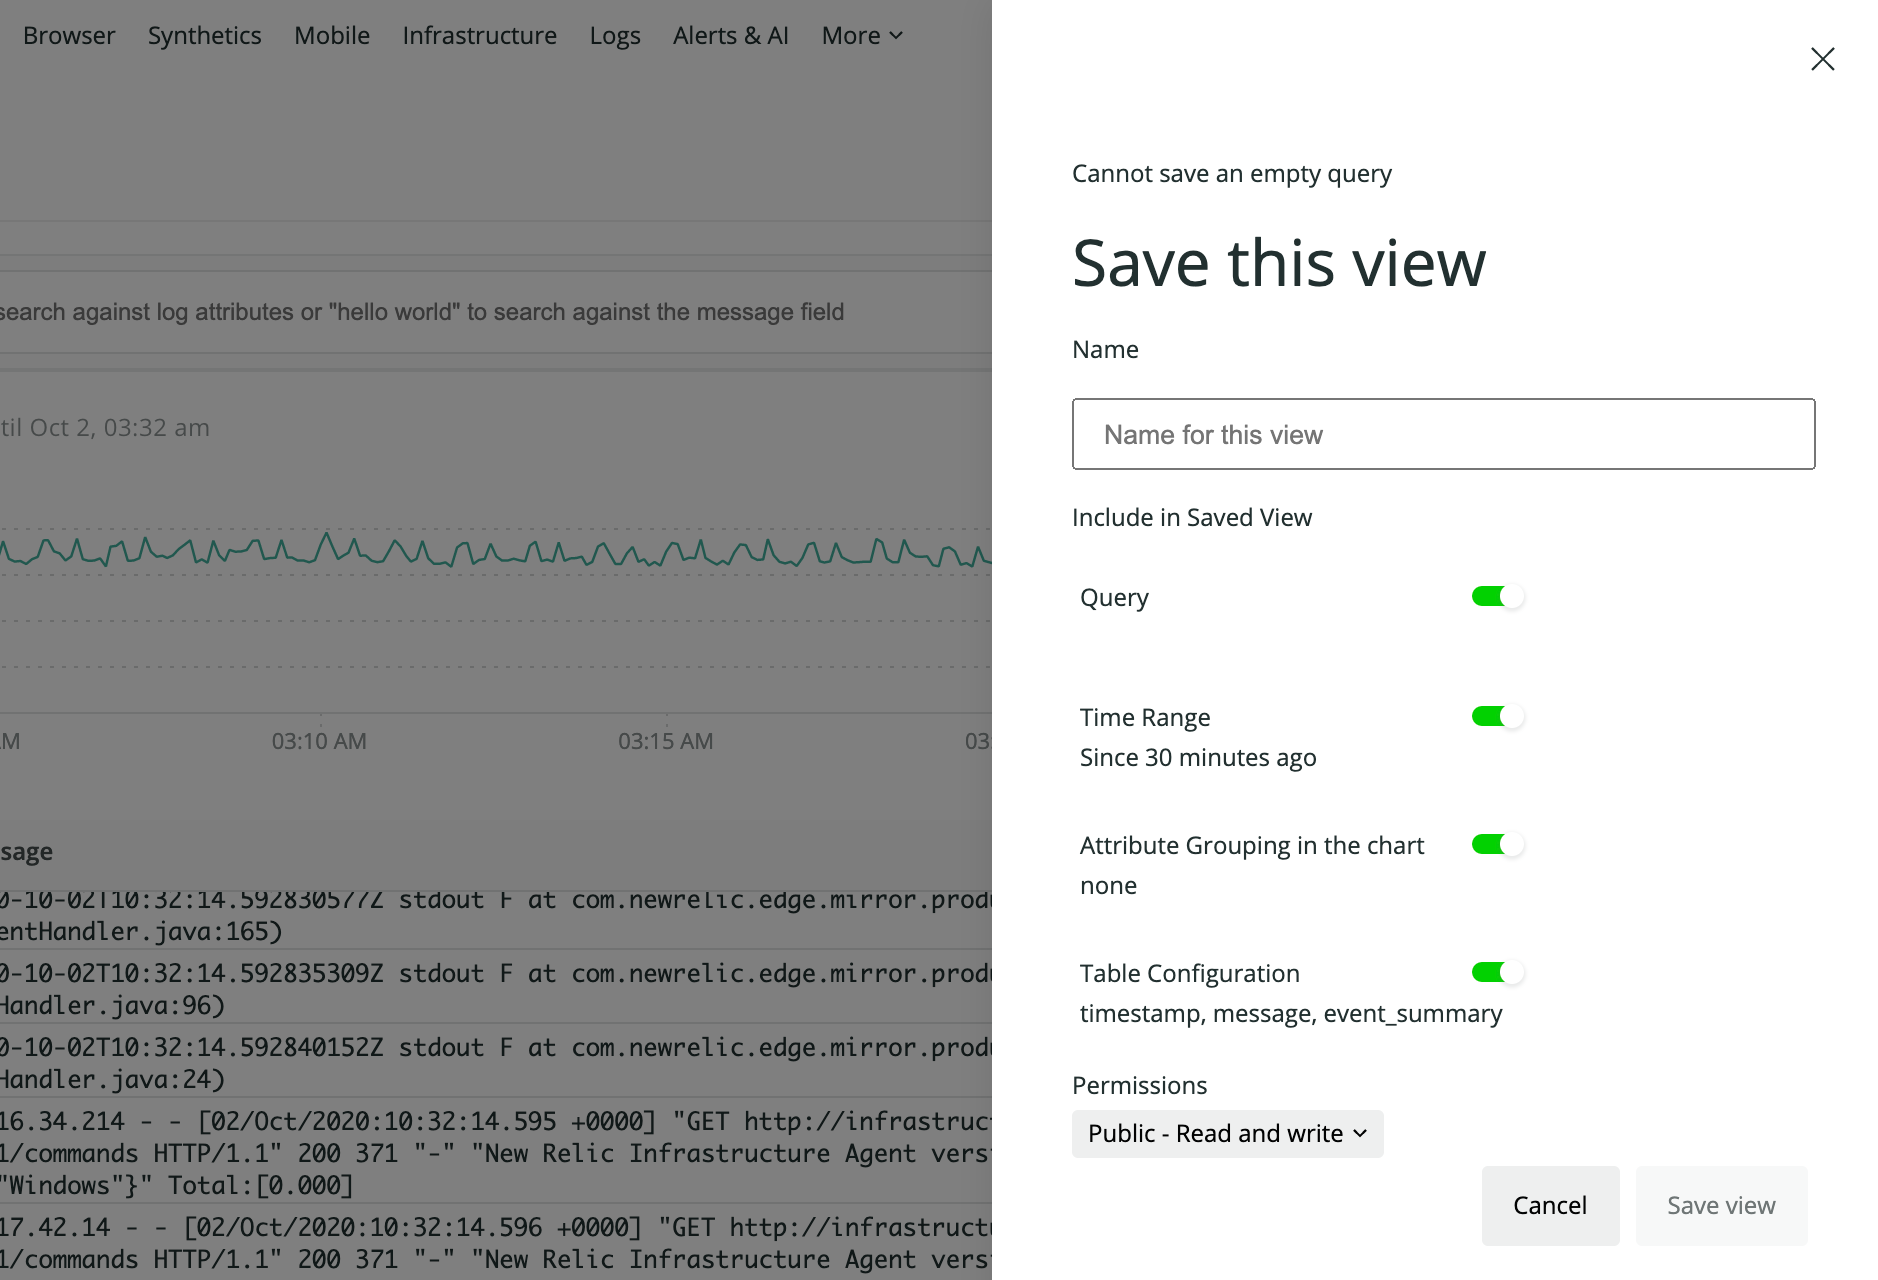 Browser Synthetics Mobile Infrastructure Logs Alerts & AI More
search against log attributes or "hello world" to search against the message field
til Oct 2, 03:32 am
03:10 AM 03:15 AM 03:
sage
0-10-02T10:32:14.592830577Z stdout F at com.newrelic.edge.mirror.produ
entHandler.java:165)
0-10-02T10:32:14.592835309Z stdout F at com.newrelic.edge.mirror.produ
Handler.java:96)
0-10-02T10:32:14.592840152Z stdout F at com.newrelic.edge.mirror.produ
Handler.java:24)
16.34.214 - - [02/Oct/2020:10:32:14.595 +0000] "GET http://infrastruct
1/commands HTTP/1.1" 200 371 "-" "New Relic Infrastructure Agent vers
"Windows"}" Total:[0.000]
17.42.14 - - [02/Oct/2020:10:32:14.596 +0000] "GET http://infrastructu
1/commands HTTP/1.1" 200 371 "-" "New Relic Infrastructure Agent vers
Cannot save an empty query
Save this view
Name
Name for this view
Include in Saved View
Query
Time Range
Since 30 minutes ago
Attribute Grouping in the chart
none
Table Configuration
timestamp, message, event_summary
Permissions
Public - Read and write
Cancel Save view